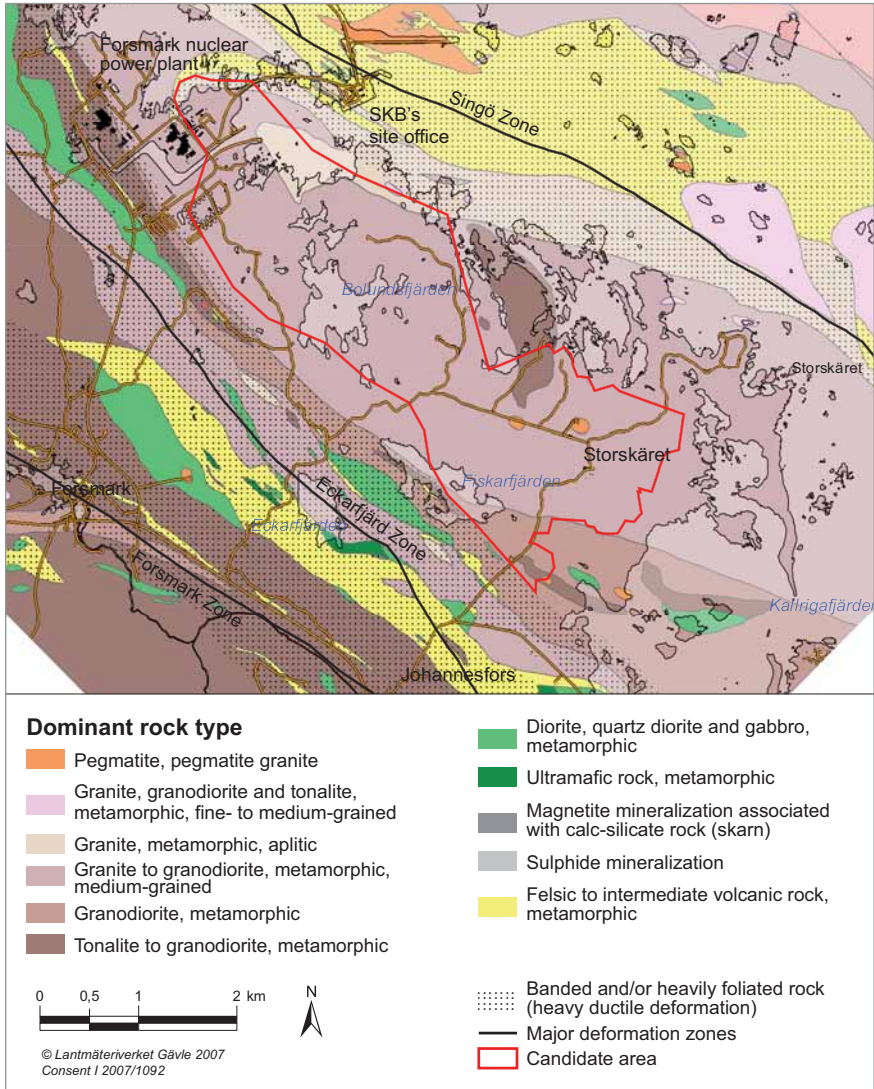 Forsmark nuclear
power plant
SKB's
site office
Singö Zone
Bolundsfjärden
Storskäret
Storskäret
Fiskarfjärden
Forsmark
Eckarfjärd Zone
Eckarfjärden
Forsmark Zone
Kallrigafjärden
Johannesfors
Dominant rock type
Pegmatite, pegmatite granite
Granite, granodiorite and tonalite,
metamorphic, fine- to medium-grained
Granite, metamorphic, aplitic
Granite to granodiorite, metamorphic,
medium-grained
Granodiorite, metamorphic
Tonalite to granodiorite, metamorphic
Diorite, quartz diorite and gabbro,
metamorphic
Ultramafic rock, metamorphic
Magnetite mineralization associated
with calc-silicate rock (skarn)
Sulphide mineralization
Felsic to intermediate volcanic rock,
metamorphic
0 0,5 1 2 km
N
© Lantmäteriverket Gävle 2007
Consent I 2007/1092
Banded and/or heavily foliated rock
(heavy ductile deformation)
Major deformation zones
Candidate area